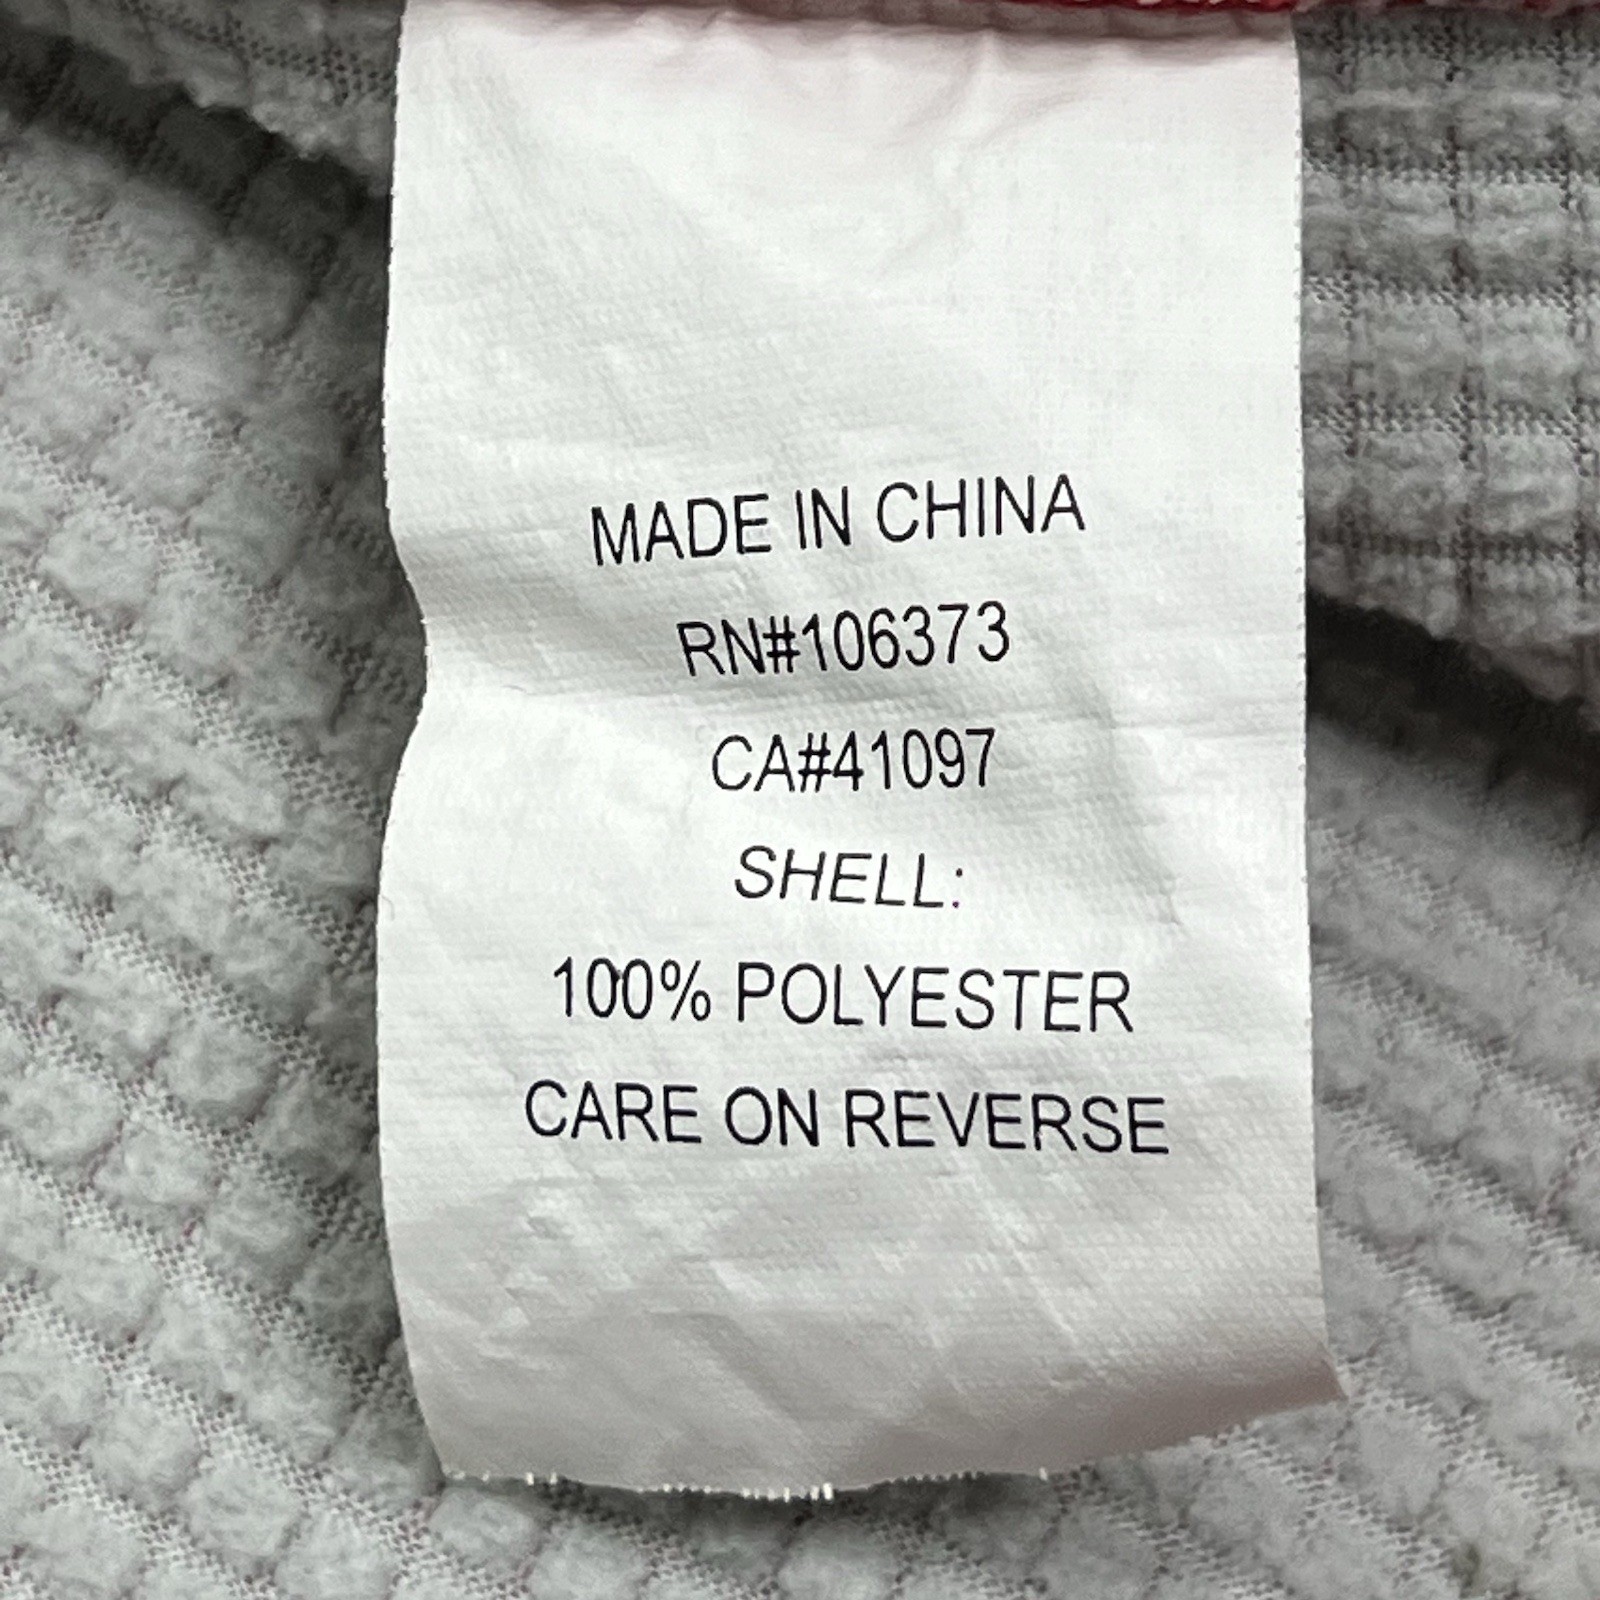 MADE IN CHINA
RN#106373
CA#41097
SHELL:
100% POLYESTER
CARE ON REVERSE